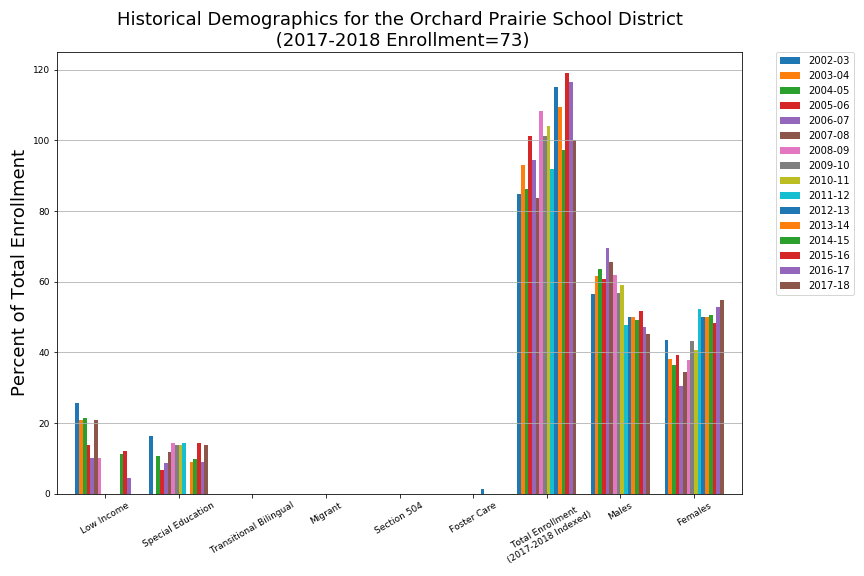 Historical Demographics for the Orchard Prairie School District
(2017-2018 Enrollment=73)
Percent of Total Enrollment
120
100
80
60
40
20
0
Low Income
Special Education
Transitional Bilingual
Migrant
Section 504
Foster Care
Total Enrollment
(2017-2018 Indexed)
Males
Females
2002-03
2003-04
2004-05
2005-06
2006-07
2007-08
2008-09
2009-10
2010-11
2011-12
2012-13
2013-14
2014-15
2015-16
2016-17
2017-18